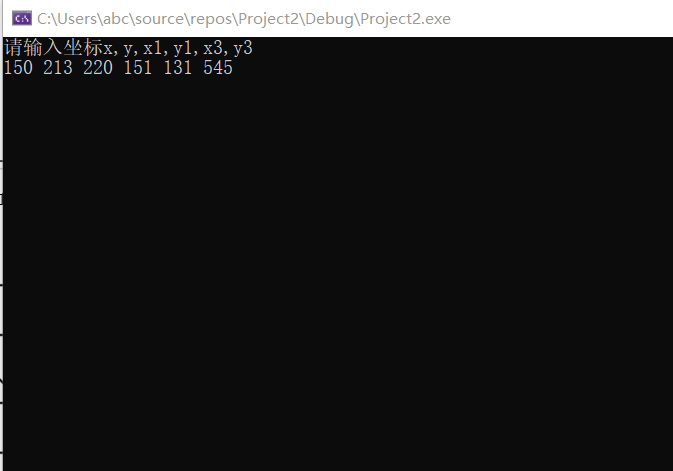 C:\Users\abc\source\repos\Project2\Debug\Project2.exe
请输入坐标x,y,x1,y1,x3,y3
150 213 220 151 131 545